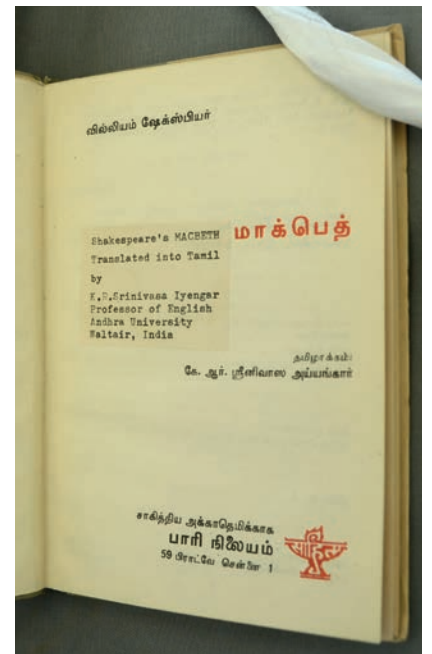 வில்லியம் ஷேக்ஸ்பியர்
மாக்பெத்
Shakespeare's MACBETH
Translated into Tamil
by
K.R.Srinivasa Iyengar
Professor of English
Andhra University
Waltair, India
தமிழாக்கம்:
கே. ஆர். ஸ்ரீனிவாஸ அய்யங்கார்
சாகித்திய அக்காதெமிக்காக
பாரி நிலையம்
59 பிராட்வே சென்னை 1
साहित्य